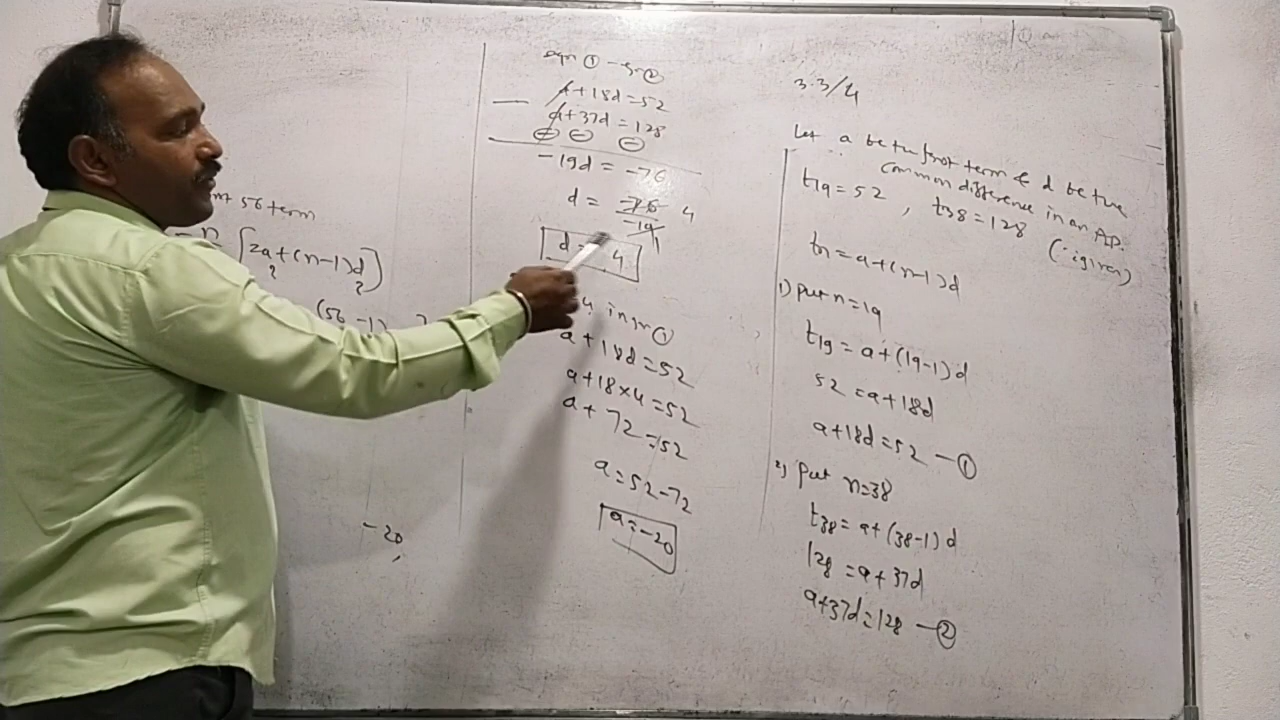 3.3/4
Let a be the first term & d be the
common difference in an A.P.
t19 = 52 , t38 = 128 (∵ given)
tn = a+(n-1)d
1) Put n=19
t19 = a+(19-1)d
52 = a+18d
a+18d = 52 — ①
2) Put n=38
t38 = a+(38-1)d
128 = a+37d
a+37d = 128 — ②
eqn ① - ②
a+18d = 52
— a+37d = 128
⊖ ⊖ ⊖
-19d = -76
d = -76/-19 4 1
d = 4
4 in ①
a+18d = 52
a+18×4 = 52
a+72 = 52
a = 52-72
a = -20
56 term
[2a+(n-1)d]
? ?
(56-1)
-20,